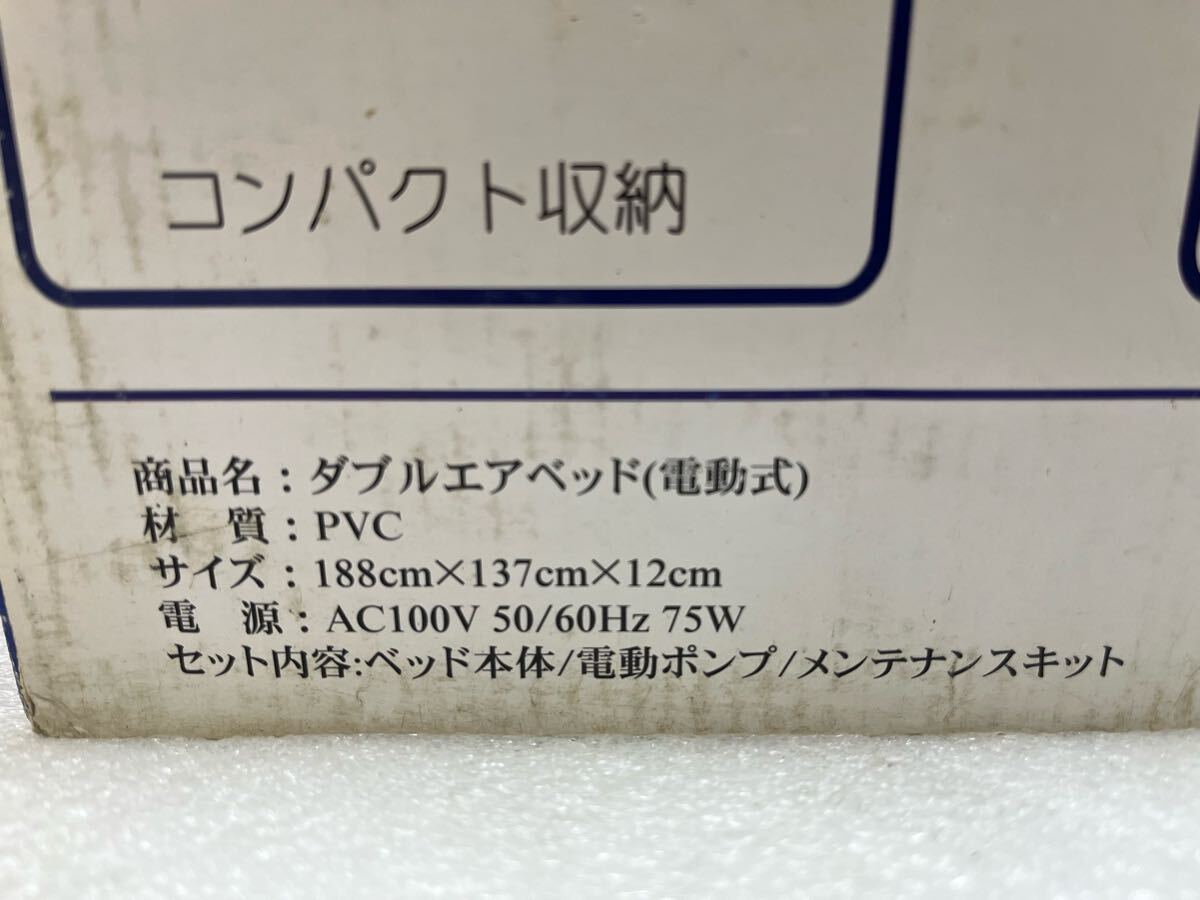 コンパクト収納
商品名：ダブルエアベッド(電動式)
材　質：PVC
サイズ：188cm×137cm×12cm
電　源：AC100V 50/60Hz 75W
セット内容:ベッド本体/電動ポンプ/メンテナンスキット